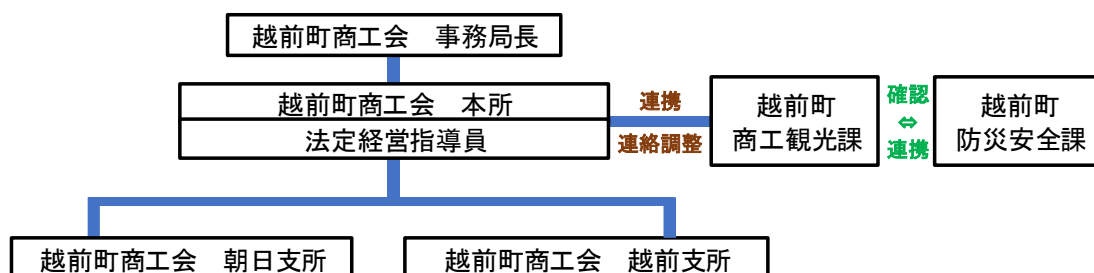 越前町商工会　事務局長
越前町商工会　本所
法定経営指導員
連携
連絡調整
越前町
商工観光課
確認
⇔
連携
越前町
防災安全課
越前町商工会　朝日支所
越前町商工会　越前支所